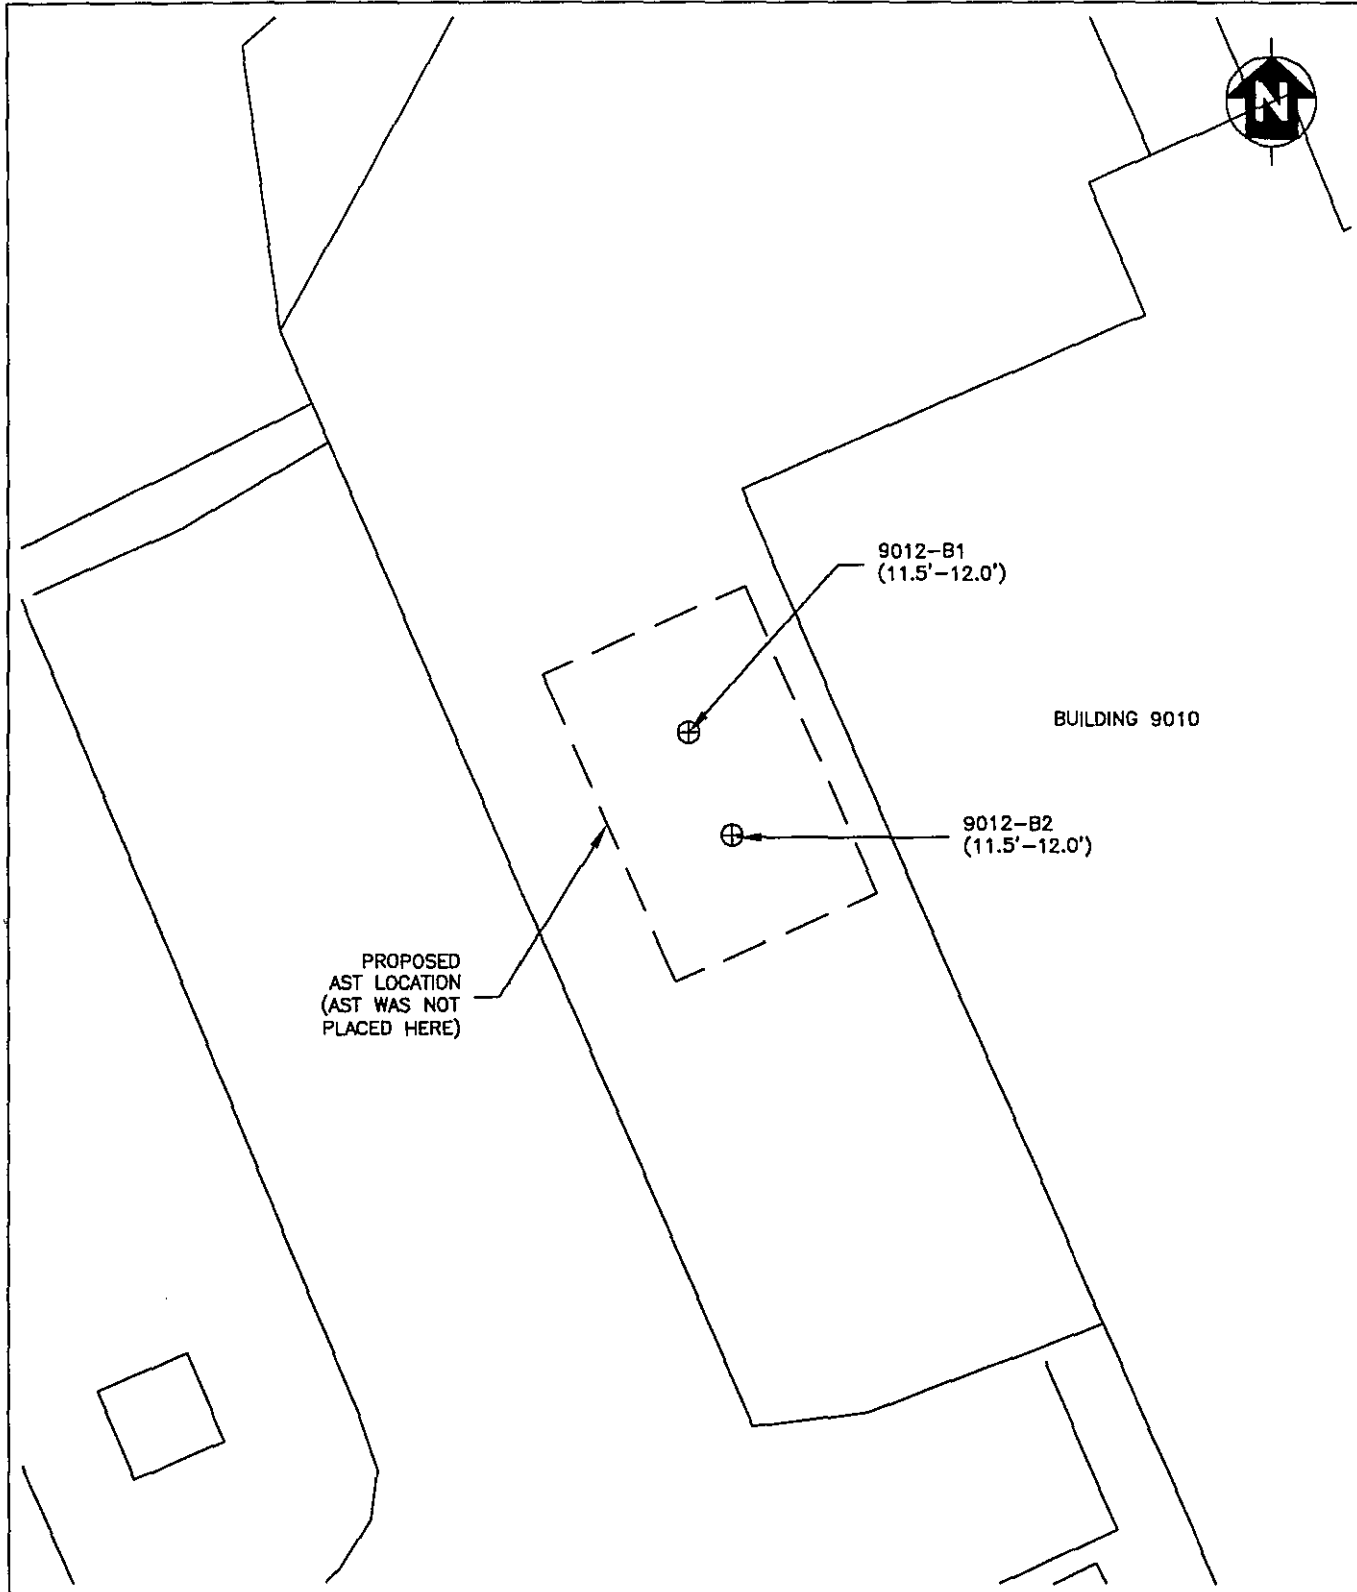 N
9012-B1
(11.5'-12.0')
BUILDING 9010
9012-B2
(11.5'-12.0')
PROPOSED
AST LOCATION
(AST WAS NOT
PLACED HERE)